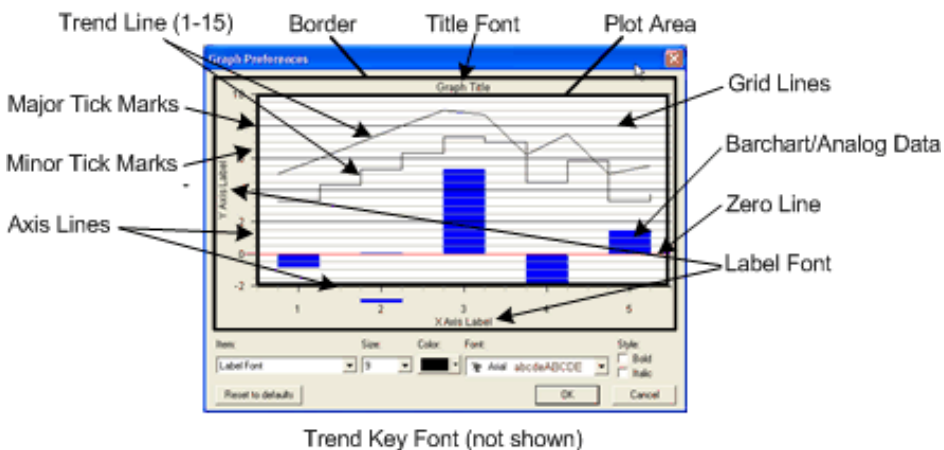 Trend Line (1-15)
Border
Title Font
Plot Area
Graph Preferences
Graph Title
Major Tick Marks
Grid Lines
Minor Tick Marks
Barchart/Analog Data
Y Axis Label
Zero Line
Axis Lines
2
0
Label Font
-2
1
2
3
4
5
X Axis Label
Item:
Size:
Color:
Font:
Style:
Label Font
9
Arial abcdeABCDE
Bold
Italic
Reset to defaults
OK
Cancel
Trend Key Font (not shown)